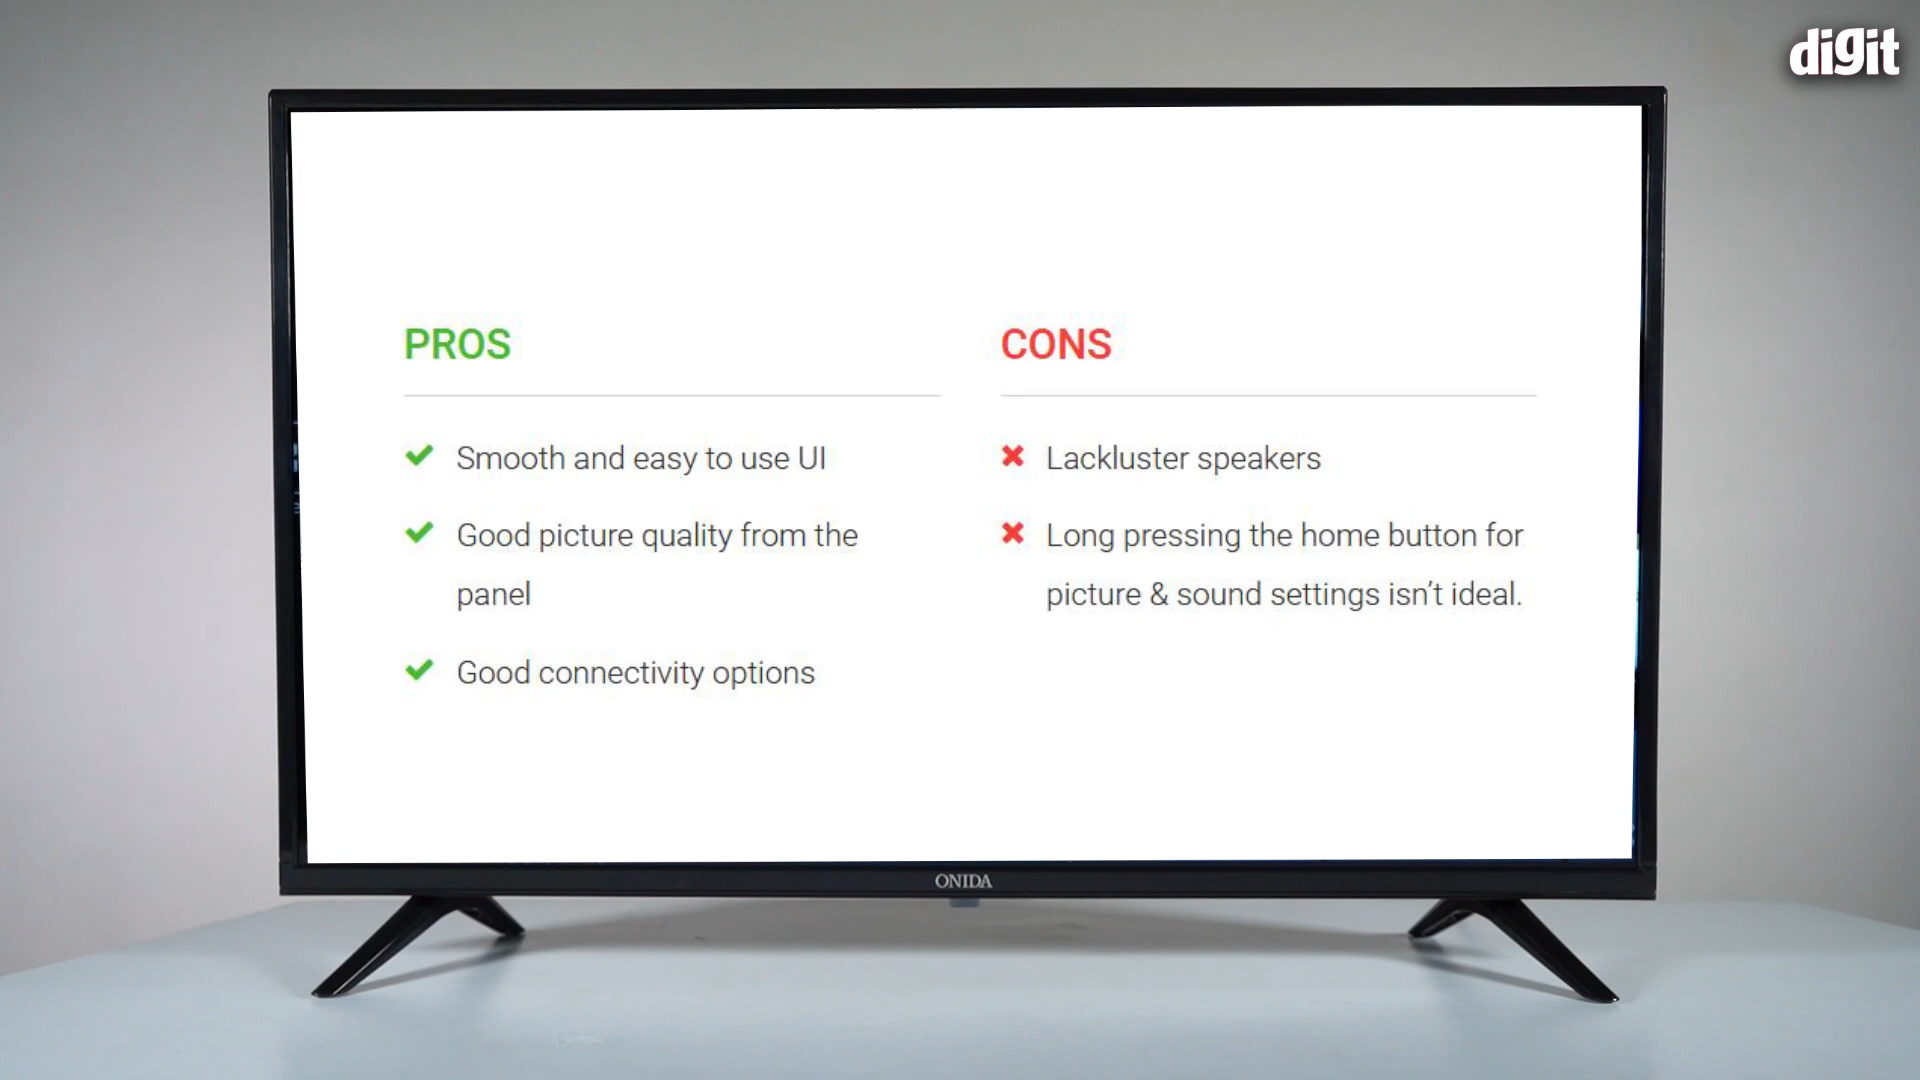 digit
PROS
Smooth and easy to use UI
Good picture quality from the
panel
Good connectivity options
CONS
Lackluster speakers
Long pressing the home button for
picture & sound settings isn’t ideal.
ONIDA